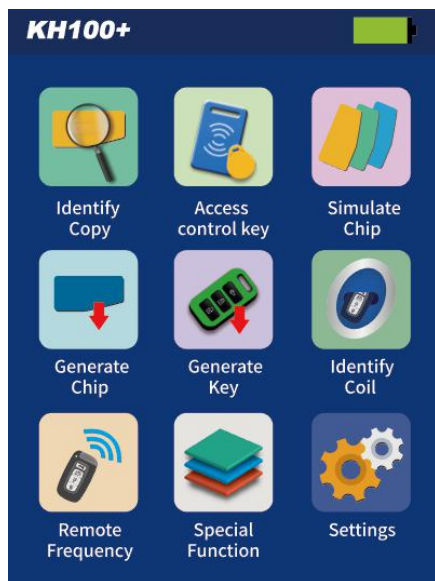 KH100+
Identify
Copy
Access
control key
Simulate
Chip
Generate
Chip
Generate
Key
Identify
Coil
Remote
Frequency
Special
Function
Settings